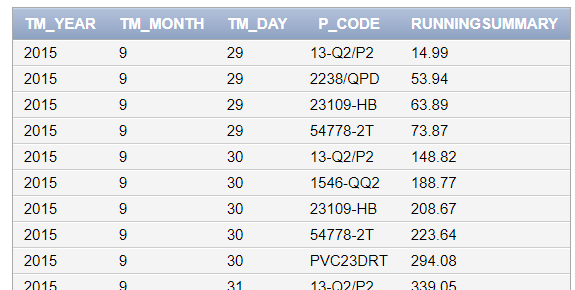 TM_YEAR TM_MONTH TM_DAY P_CODE RUNNINGSUMMARY
2015 9 29 13-Q2/P2 14.99
2015 9 29 2238/QPD 53.94
2015 9 29 23109-HB 63.89
2015 9 29 54778-2T 73.87
2015 9 30 13-Q2/P2 148.82
2015 9 30 1546-QQ2 188.77
2015 9 30 23109-HB 208.67
2015 9 30 54778-2T 223.64
2015 9 30 PVC23DRT 294.08
2015 9 31 13-Q2/P2 339.05